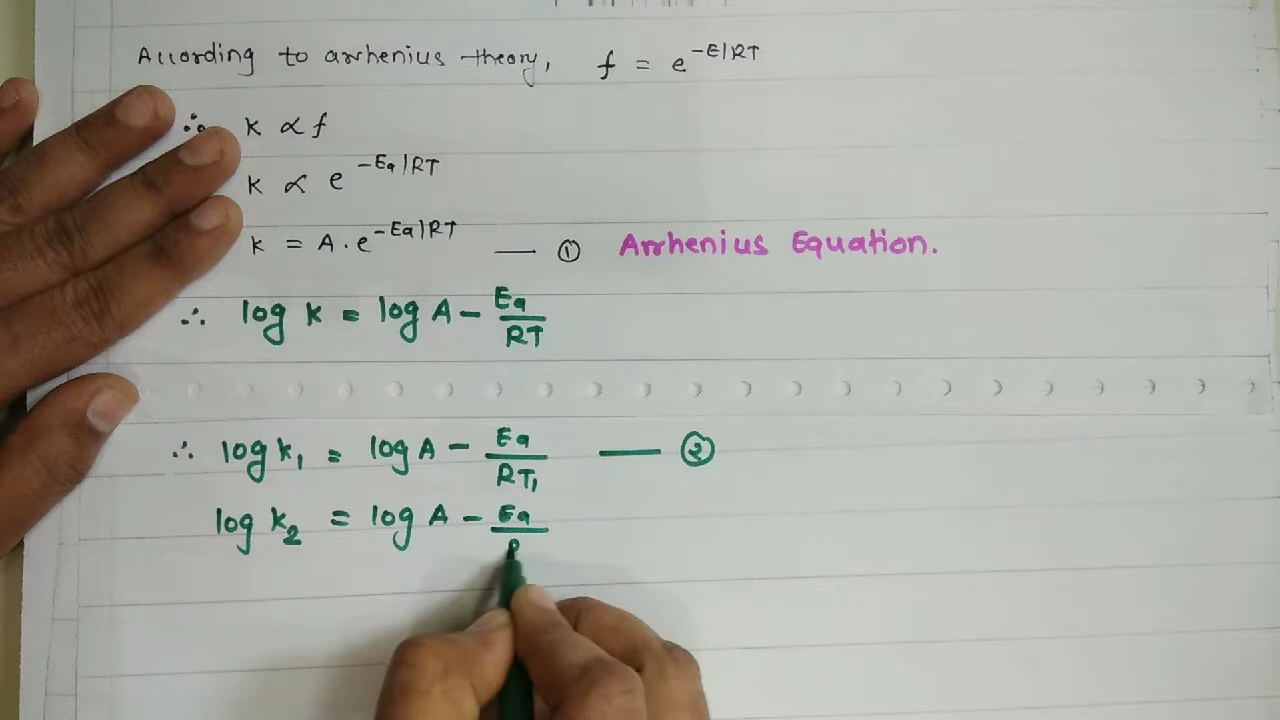 According to arrhenius theory, f = e^-E/RT
∴ k ∝ f
k ∝ e^-Ea/RT
k = A . e^-Ea/RT — ① Arrhenius Equation.
∴ log k = log A - Ea/RT
∴ log k₁ = log A - Ea/RT₁ — ②
log k₂ = log A - Ea/R